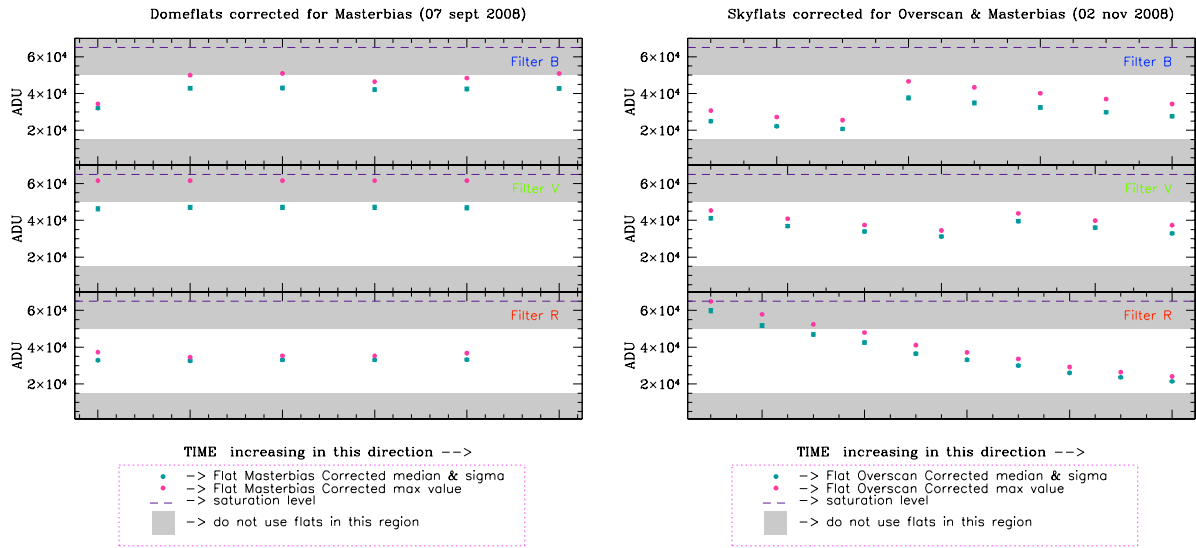 Domeflats corrected for Masterbias (07 sept 2008)
Skyflats corrected for Overscan & Masterbias (02 nov 2008)
6×10⁴
4×10⁴
2×10⁴
ADU
Filter B
6×10⁴
4×10⁴
2×10⁴
ADU
Filter V
6×10⁴
4×10⁴
2×10⁴
ADU
Filter R
6×10⁴
4×10⁴
2×10⁴
ADU
Filter B
6×10⁴
4×10⁴
2×10⁴
ADU
Filter V
6×10⁴
4×10⁴
2×10⁴
ADU
Filter R
TIME increasing in this direction -->
-> Flat Masterbias Corrected median & sigma
-> Flat Masterbias Corrected max value
-> saturation level
-> do not use flats in this region
TIME increasing in this direction -->
-> Flat Overscan Corrected median & sigma
-> Flat Overscan Corrected max value
-> saturation level
-> do not use flats in this region